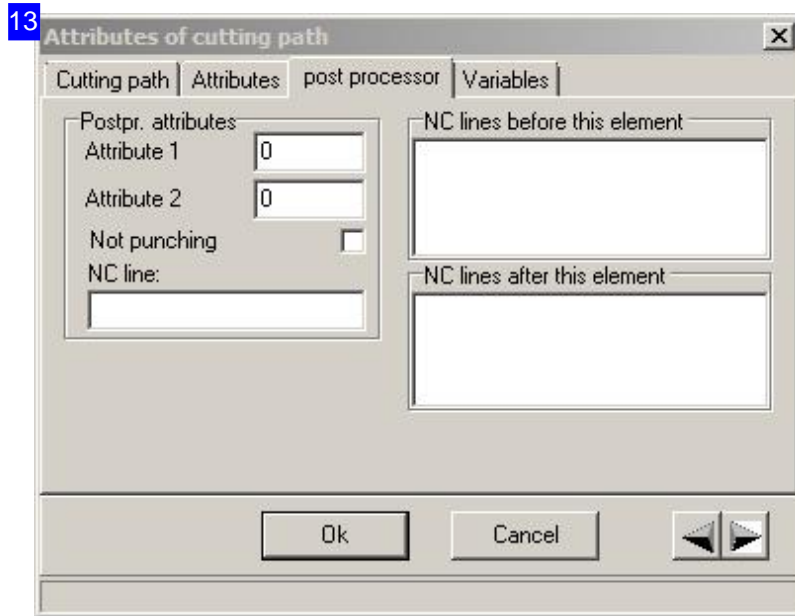 13
Attributes of cutting path
Cutting path Attributes post processor Variables
Postpr. attributes
Attribute 1 0
Attribute 2 0
Not punching
NC line:
NC lines before this element
NC lines after this element
Ok Cancel